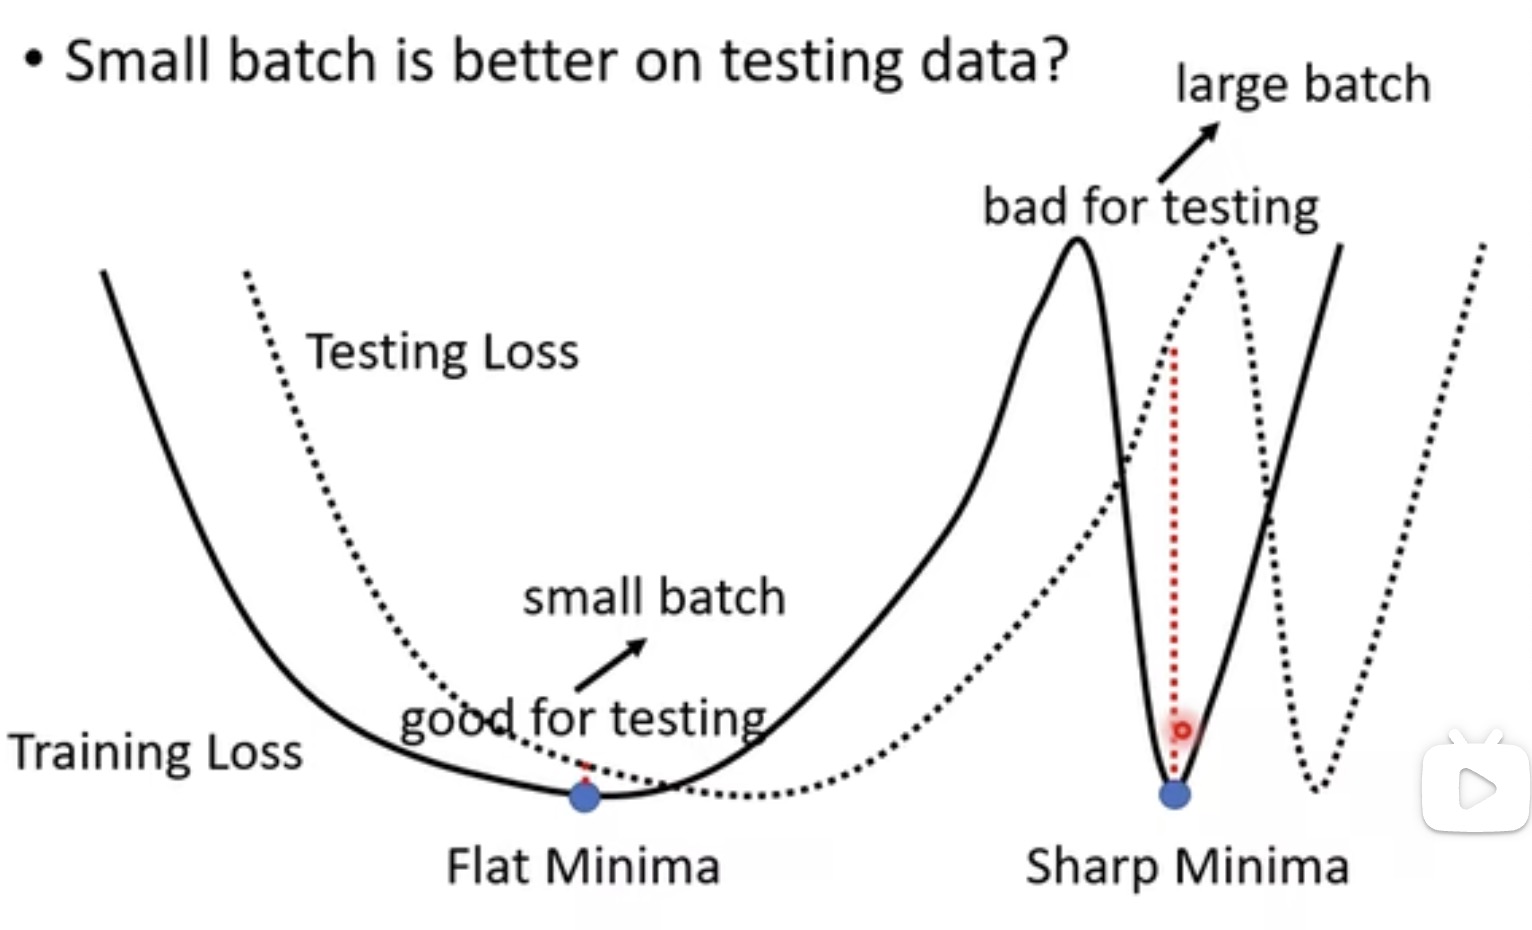 • Small batch is better on testing data?
large batch
bad for testing
Testing Loss
small batch
good for testing
Training Loss
Flat Minima
Sharp Minima